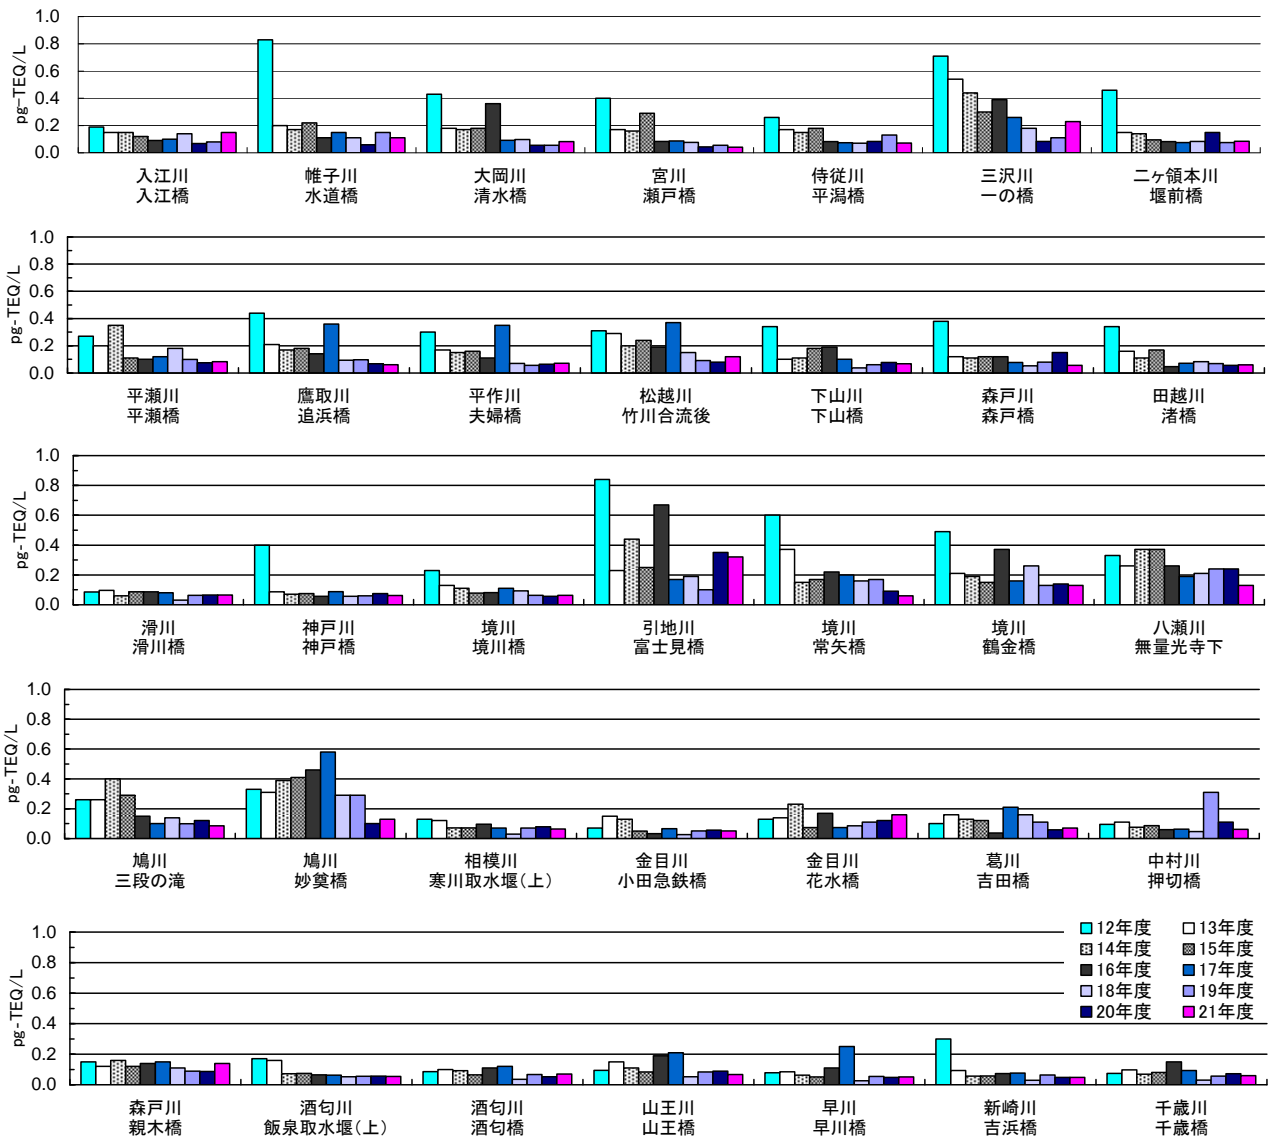 pg-TEQ/L
1.0
0.8
0.6
0.4
0.2
0.0
入江川 帷子川 大岡川 宮川 侍従川 三沢川 二ヶ領本川
入江橋 水道橋 清水橋 瀬戸橋 平潟橋 一の橋 堰前橋
pg-TEQ/L
1.0
0.8
0.6
0.4
0.2
0.0
平瀬川 鷹取川 平作川 松越川 下山川 森戸川 田越川
平瀬橋 追浜橋 夫婦橋 竹川合流後 下山橋 森戸橋 渚橋
pg-TEQ/L
1.0
0.8
0.6
0.4
0.2
0.0
滑川 神戸川 境川 引地川 境川 境川 八瀬川
滑川橋 神戸橋 境川橋 富士見橋 常矢橋 鶴金橋 無量光寺下
pg-TEQ/L
1.0
0.8
0.6
0.4
0.2
0.0
鳩川 鳩川 相模川 金目川 金目川 葛川 中村川
三段の滝 妙奠橋 寒川取水堰(上) 小田急鉄橋 花水橋 吉田橋 押切橋
pg-TEQ/L
1.0
0.8
0.6
0.4
0.2
0.0
12年度 13年度
14年度 15年度
16年度 17年度
18年度 19年度
20年度 21年度
森戸川 酒匂川 酒匂川 山王川 早川 新崎川 千歳川
親木橋 飯泉取水堰(上) 酒匂橋 山王橋 早川橋 吉浜橋 千歳橋